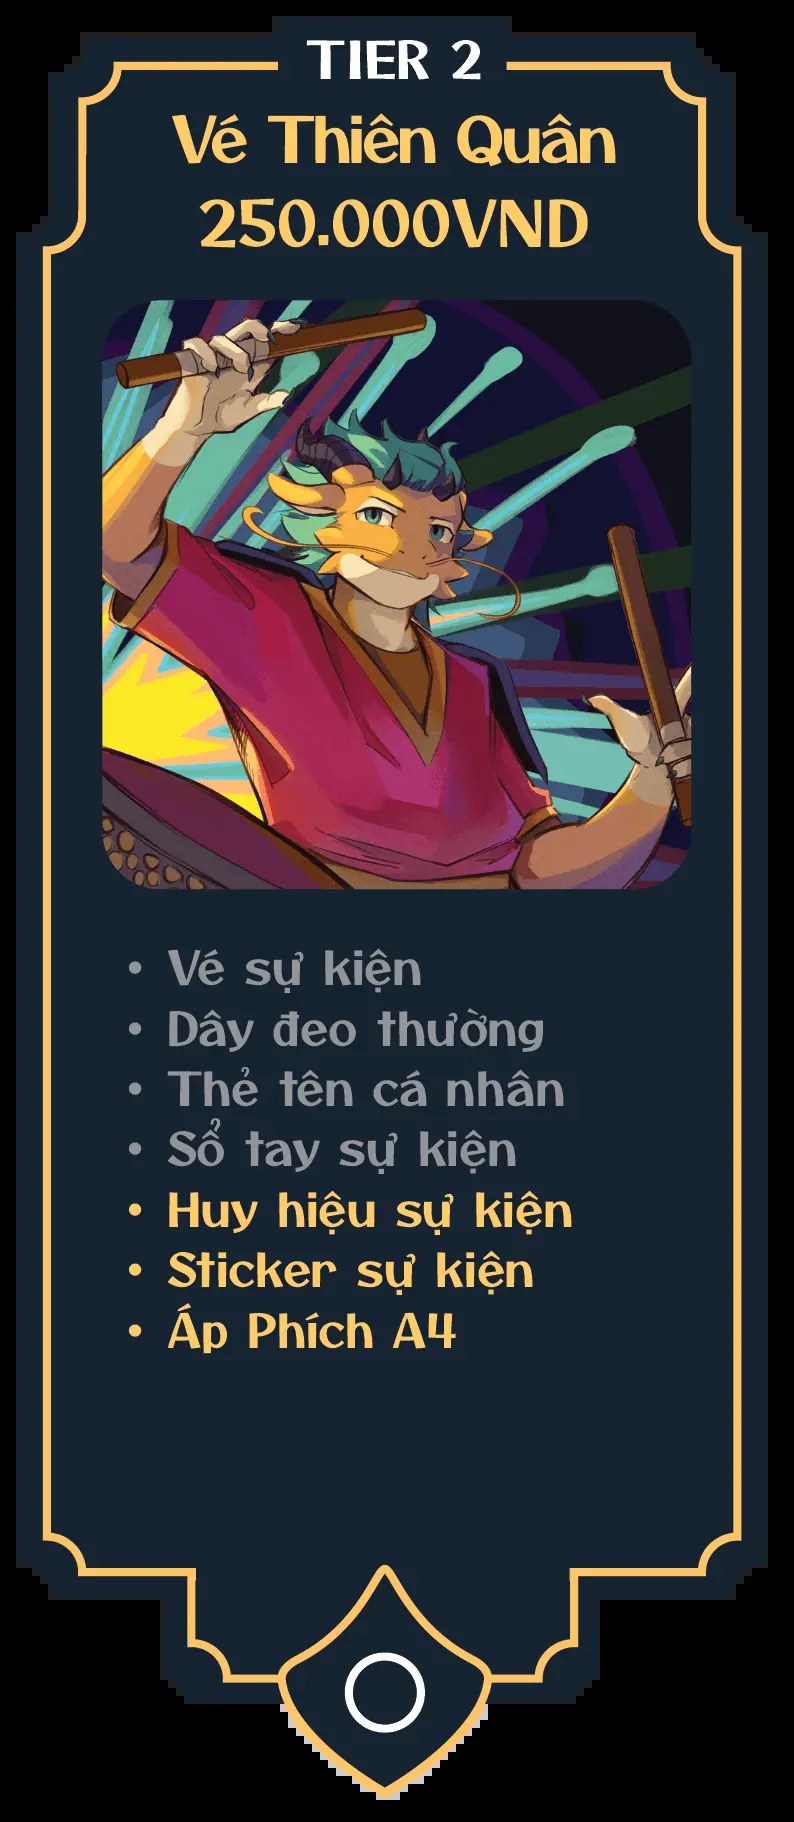 TIER 2
Vé Thiên Quân
250.000VND
• Vé sự kiện
• Dây đeo thường
• Thẻ tên cá nhân
• Sổ tay sự kiện
• Huy hiệu sự kiện
• Sticker sự kiện
• Áp Phích A4